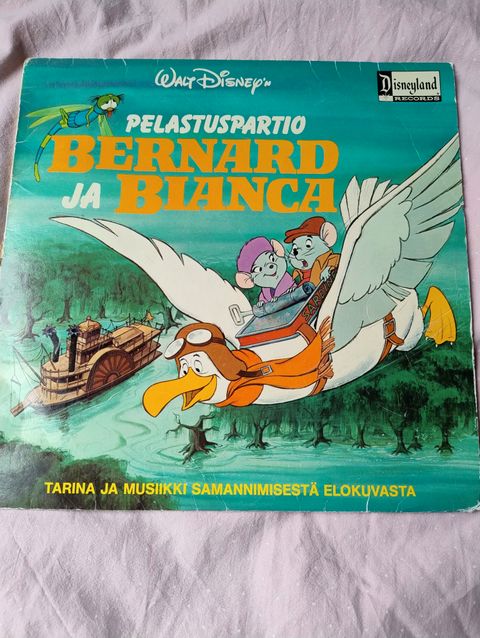 WALT DISNEY'N
Disneyland
RECORDS
PELASTUSPARTIO
BERNARD
JA BIANCA
TARINA JA MUSIIKKI SAMANNIMISESTÄ ELOKUVASTA